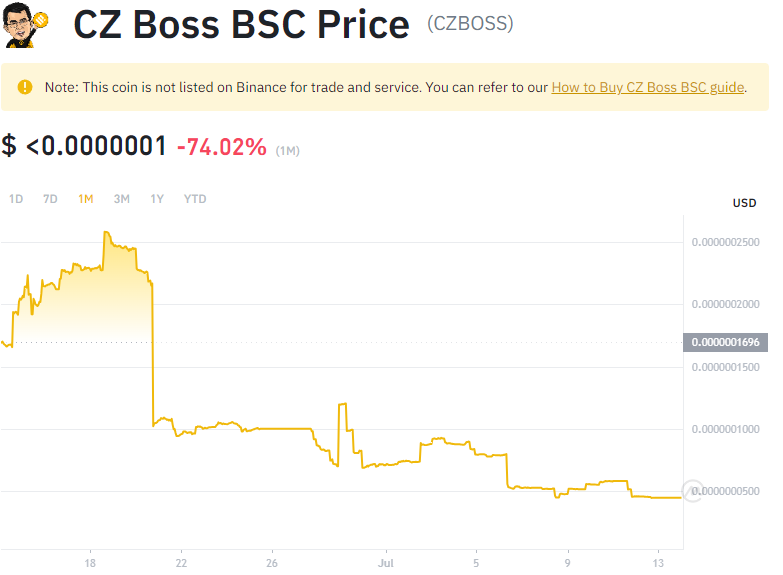 CZ Boss BSC Price (CZBOSS)
Note: This coin is not listed on Binance for trade and service. You can refer to our How to Buy CZ Boss BSC guide.
$ <0.0000001 -74.02% (1M)
1D 7D 1M 3M 1Y YTD
USD
0.0000002500
0.0000002000
0.0000001696
0.0000001500
0.0000001000
0.0000000500
18 22 26 Jul 5 9 13